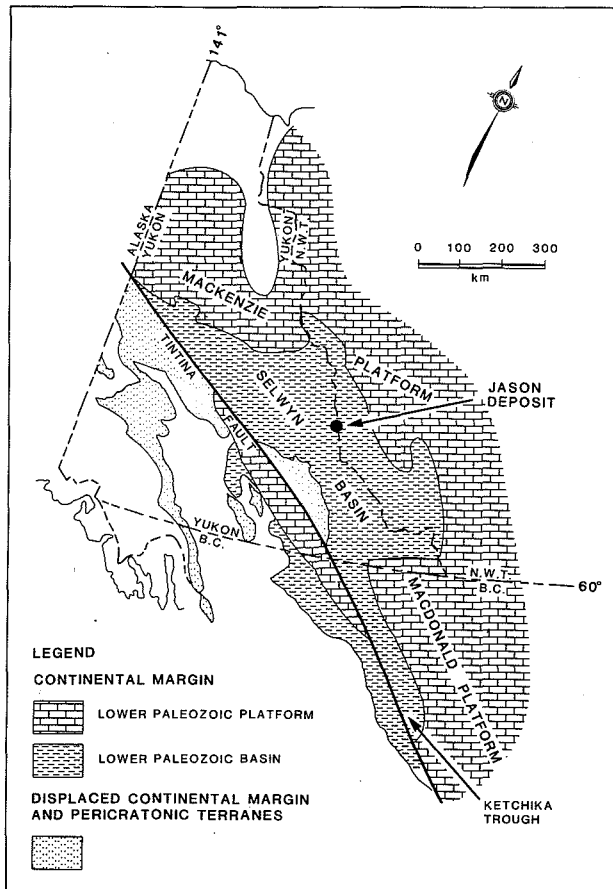 141°
N
ALASKA
YUKON
YUKON
N.W.T.
0 100 200 300
km
MACKENZIE
PLATFORM
TINTINA
FAULT
SELWYN
BASIN
JASON
DEPOSIT
YUKON
B.C.
N.W.T.
B.C.
60°
MACDONALD PLATFORM
LEGEND
CONTINENTAL MARGIN
LOWER PALEOZOIC PLATFORM
LOWER PALEOZOIC BASIN
DISPLACED CONTINENTAL MARGIN
AND PERICRATONIC TERRANES
KETCHIKA
TROUGH